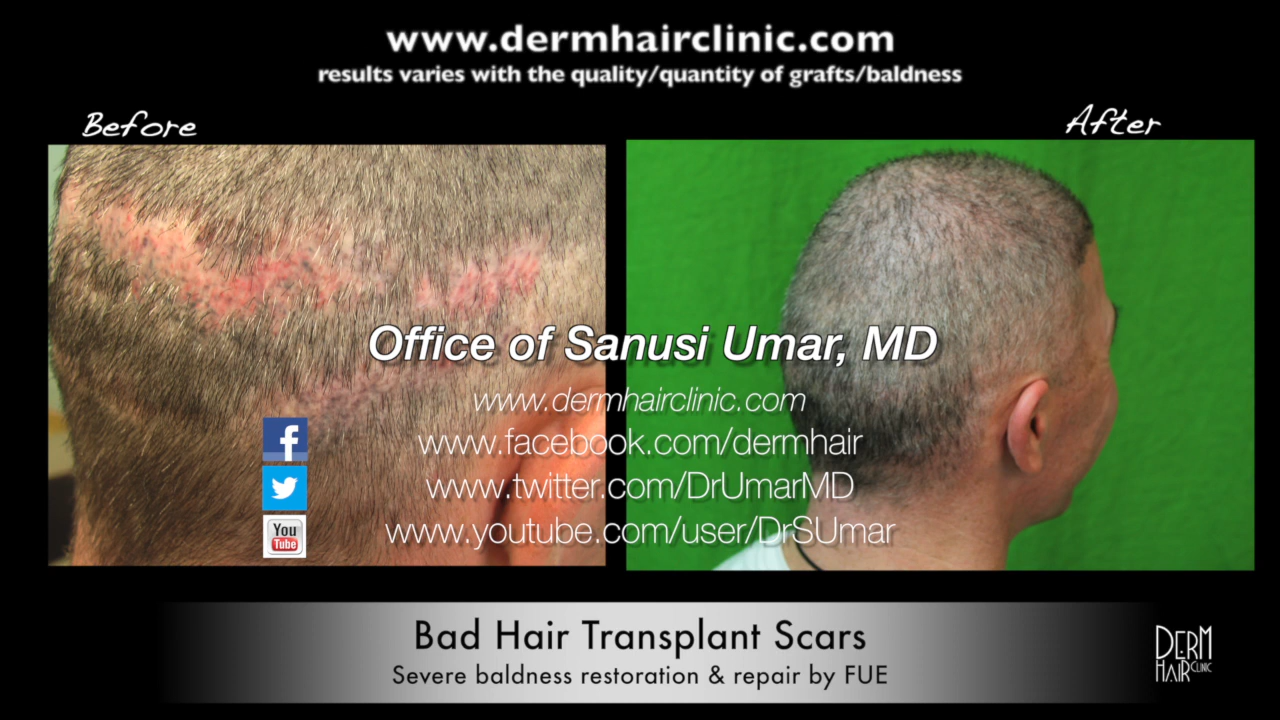 www.dermhairclinic.com
results varies with the quality/quantity of grafts/baldness
Before
After
Office of Sanusi Umar, MD
www.dermhairclinic.com
f
www.facebook.com/dermhair
www.twitter.com/DrUmarMD
You
Tube
www.youtube.com/user/DrSUmar
Bad Hair Transplant Scars
Severe baldness restoration & repair by FUE
DERM
HAIR CLINIC